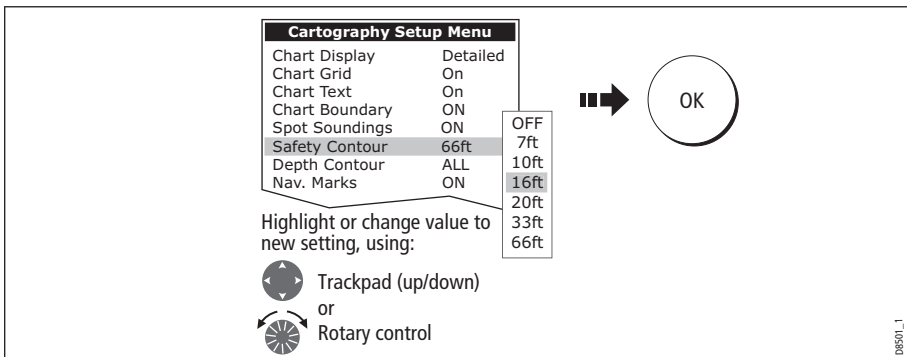 Cartography Setup Menu
Chart Display Detailed
Chart Grid On
Chart Text On
Chart Boundary ON
Spot Soundings ON
Safety Contour 66ft
Depth Contour ALL
Nav. Marks ON
OFF
7ft
10ft
16ft
20ft
33ft
66ft
OK
Highlight or change value to
new setting, using:
Trackpad (up/down)
or
Rotary control
D8501_1